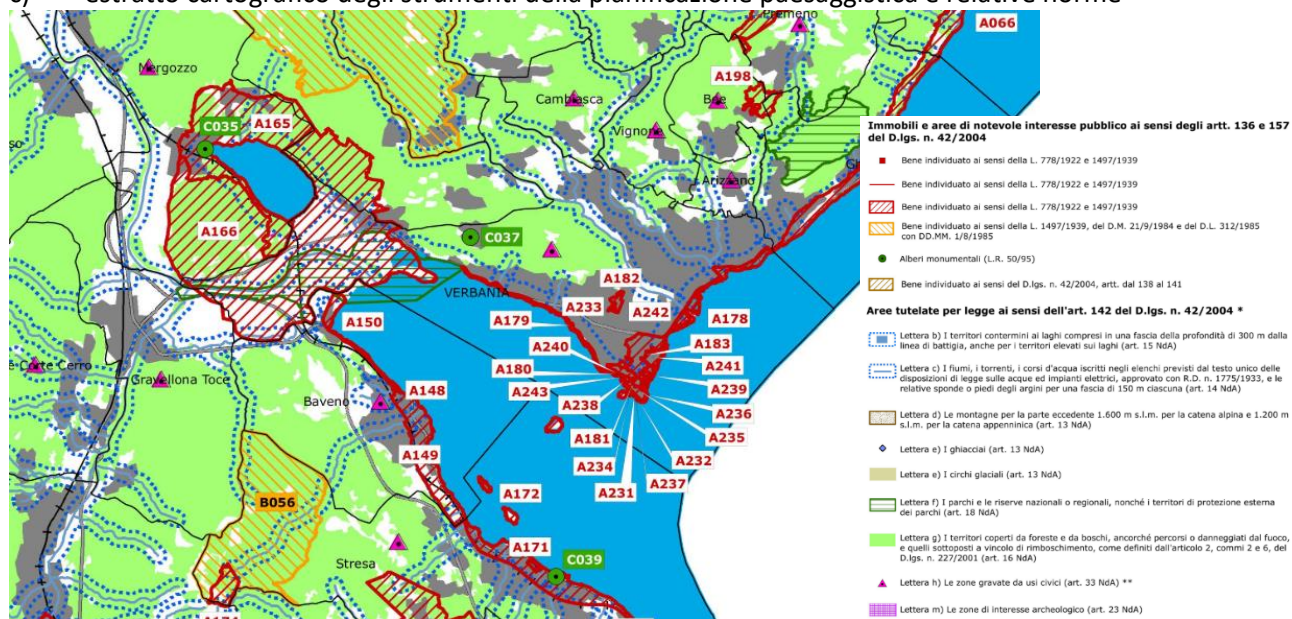 estratto cartografico degli strumenti della pianificazione paesaggistica e relative norme
Premeno
A066
Mergozzo
A198
Cambiasca
Bee
C035
A165
Vignone
Arizzano
A166
C037
A182
VERBANIA
A233
A242
A150
A179
A178
A240
A183
A180
A241
A243
A239
Gravellona Toce
A238
A236
Baveno
A148
A235
A181
A232
A234
A237
A149
A231
B056
A172
A171
C039
Stresa
Immobili e aree di notevole interesse pubblico ai sensi degli artt. 136 e 157
del D.lgs. n. 42/2004
Bene individuato ai sensi della L. 778/1922 e 1497/1939
Bene individuato ai sensi della L. 778/1922 e 1497/1939
Bene individuato ai sensi della L. 778/1922 e 1497/1939
Bene individuato ai sensi della L. 1497/1939, del D.M. 21/9/1984 e del D.L. 312/1985
con DD.MM. 1/8/1985
Alberi monumentali (L.R. 50/95)
Bene individuato ai sensi del D.lgs. n. 42/2004, artt. dal 138 al 141
Aree tutelate per legge ai sensi dell'art. 142 del D.lgs. n. 42/2004 *
Lettera b) I territori contermini ai laghi compresi in una fascia della profondità di 300 m dalla
linea di battigia, anche per i territori elevati sui laghi (art. 15 NdA)
Lettera c) I fiumi, i torrenti, i corsi d'acqua iscritti negli elenchi previsti dal testo unico delle
disposizioni di legge sulle acque ed impianti elettrici, approvato con R.D. n. 1775/1933, e le
relative sponde o piedi degli argini per una fascia di 150 m ciascuna (art. 14 NdA)
Lettera d) Le montagne per la parte eccedente 1.600 m s.l.m. per la catena alpina e 1.200 m
s.l.m. per la catena appenninica (art. 13 NdA)
Lettera e) I ghiacciai (art. 13 NdA)
Lettera e) I circhi glaciali (art. 13 NdA)
Lettera f) I parchi e le riserve nazionali o regionali, nonché i territori di protezione esterna
dei parchi (art. 18 NdA)
Lettera g) I territori coperti da foreste e da boschi, ancorché percorsi o danneggiati dal fuoco,
e quelli sottoposti a vincolo di rimboschimento, come definiti dall'articolo 2, commi 2 e 6, del
D.lgs. n. 227/2001 (art. 16 NdA)
Lettera h) Le zone gravate da usi civici (art. 33 NdA) **
Lettera m) Le zone di interesse archeologico (art. 23 NdA)